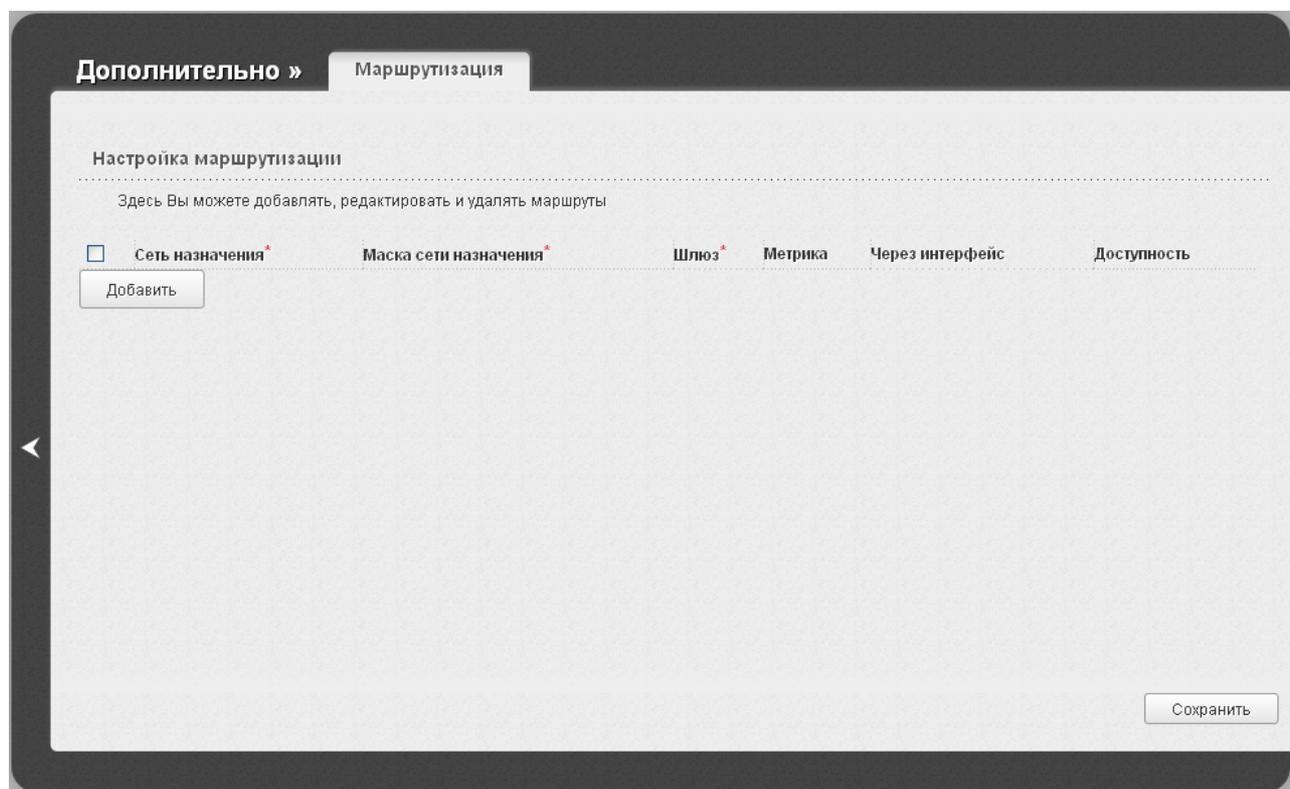 Дополнительно » Маршрутизация
Настройка маршрутизации
Здесь Вы можете добавлять, редактировать и удалять маршруты
Сеть назначения* Маска сети назначения* Шлюз* Метрика Через интерфейс Доступность
Добавить
Сохранить